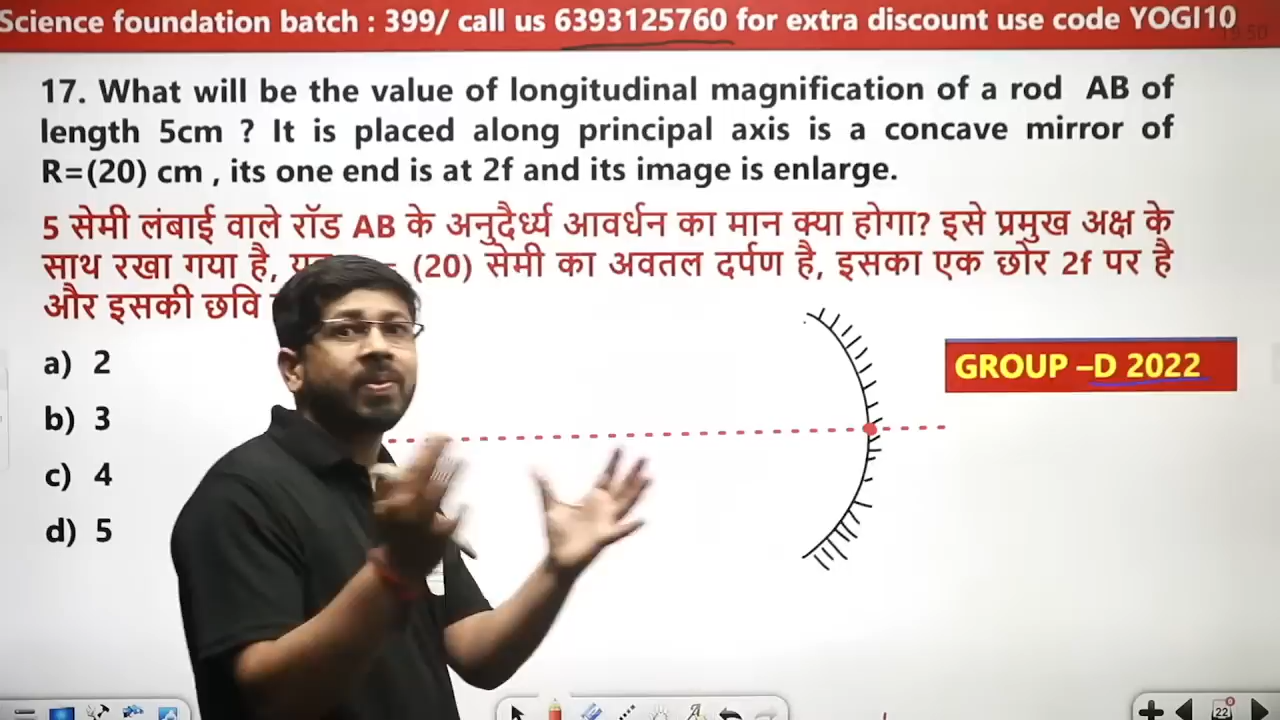 Science foundation batch : 399/ call us 6393125760 for extra discount use code YOGI10
17. What will be the value of longitudinal magnification of a rod AB of
length 5cm ? It is placed along principal axis is a concave mirror of
R=(20) cm , its one end is at 2f and its image is enlarge.
5 सेमी लंबाई वाले रॉड AB के अनुदैर्ध्य आवर्धन का मान क्या होगा? इसे प्रमुख अक्ष के
साथ रखा गया है, (20) सेमी का अवतल दर्पण है, इसका एक छोर 2f पर है
और इसकी छवि
a) 2
GROUP –D 2022
b) 3
c) 4
d) 5
22